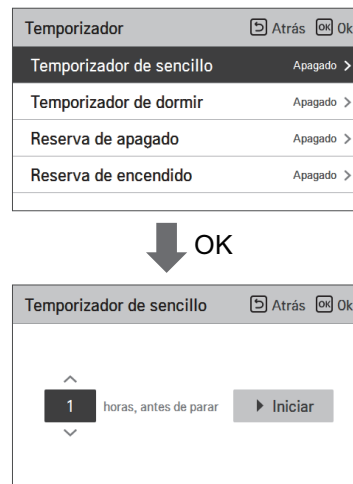 Temporizador Atrás OK Ok
Temporizador de sencillo Apagado >
Temporizador de dormir Apagado >
Reserva de apagado Apagado >
Reserva de encendido Apagado >
OK
Temporizador de sencillo Atrás OK Ok
1 horas, antes de parar Iniciar